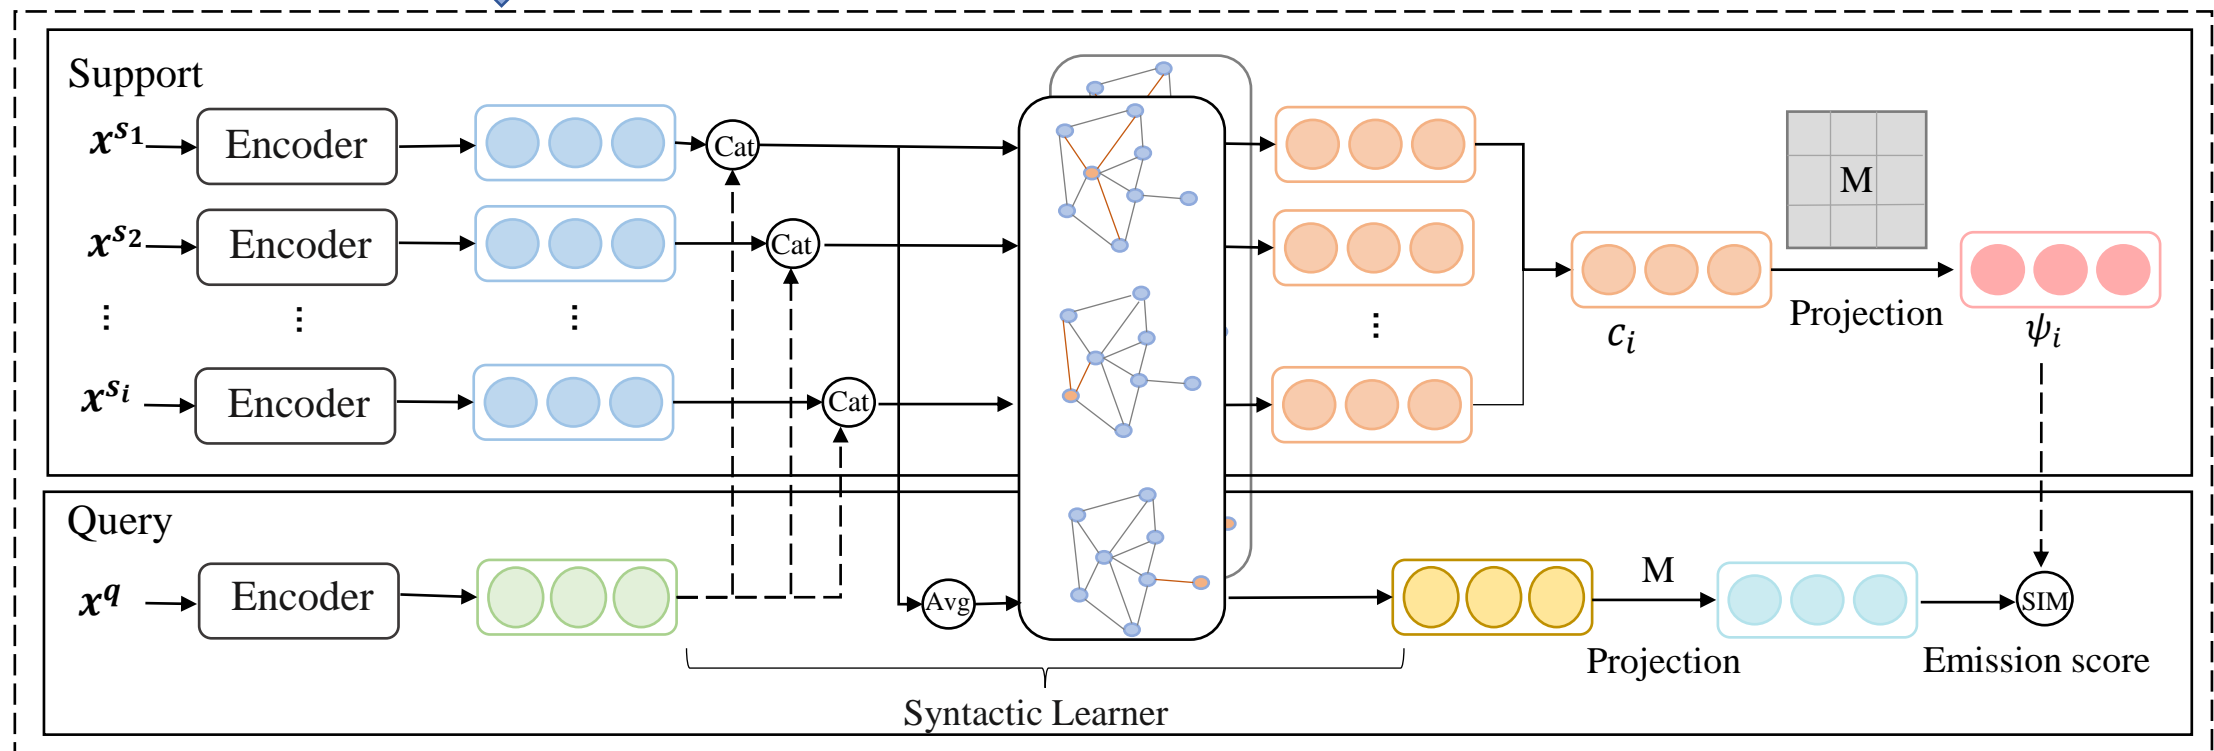 Support
x^{s_1} Encoder Cat
M
x^{s_2} Encoder Cat
⋮ ⋮ ⋮ ⋮
Projection
c_i ψ_i
x^{s_i} Encoder Cat
Query
x^q Encoder Avg M SIM
Projection Emission score
Syntactic Learner